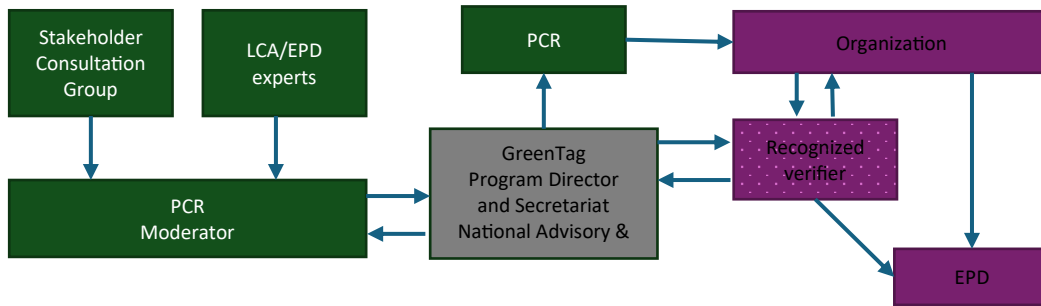 Stakeholder
Consultation
Group
LCA/EPD
experts
PCR
Organization
GreenTag
Program Director
and Secretariat
National Advisory &
Recognized
verifier
PCR
Moderator
EPD